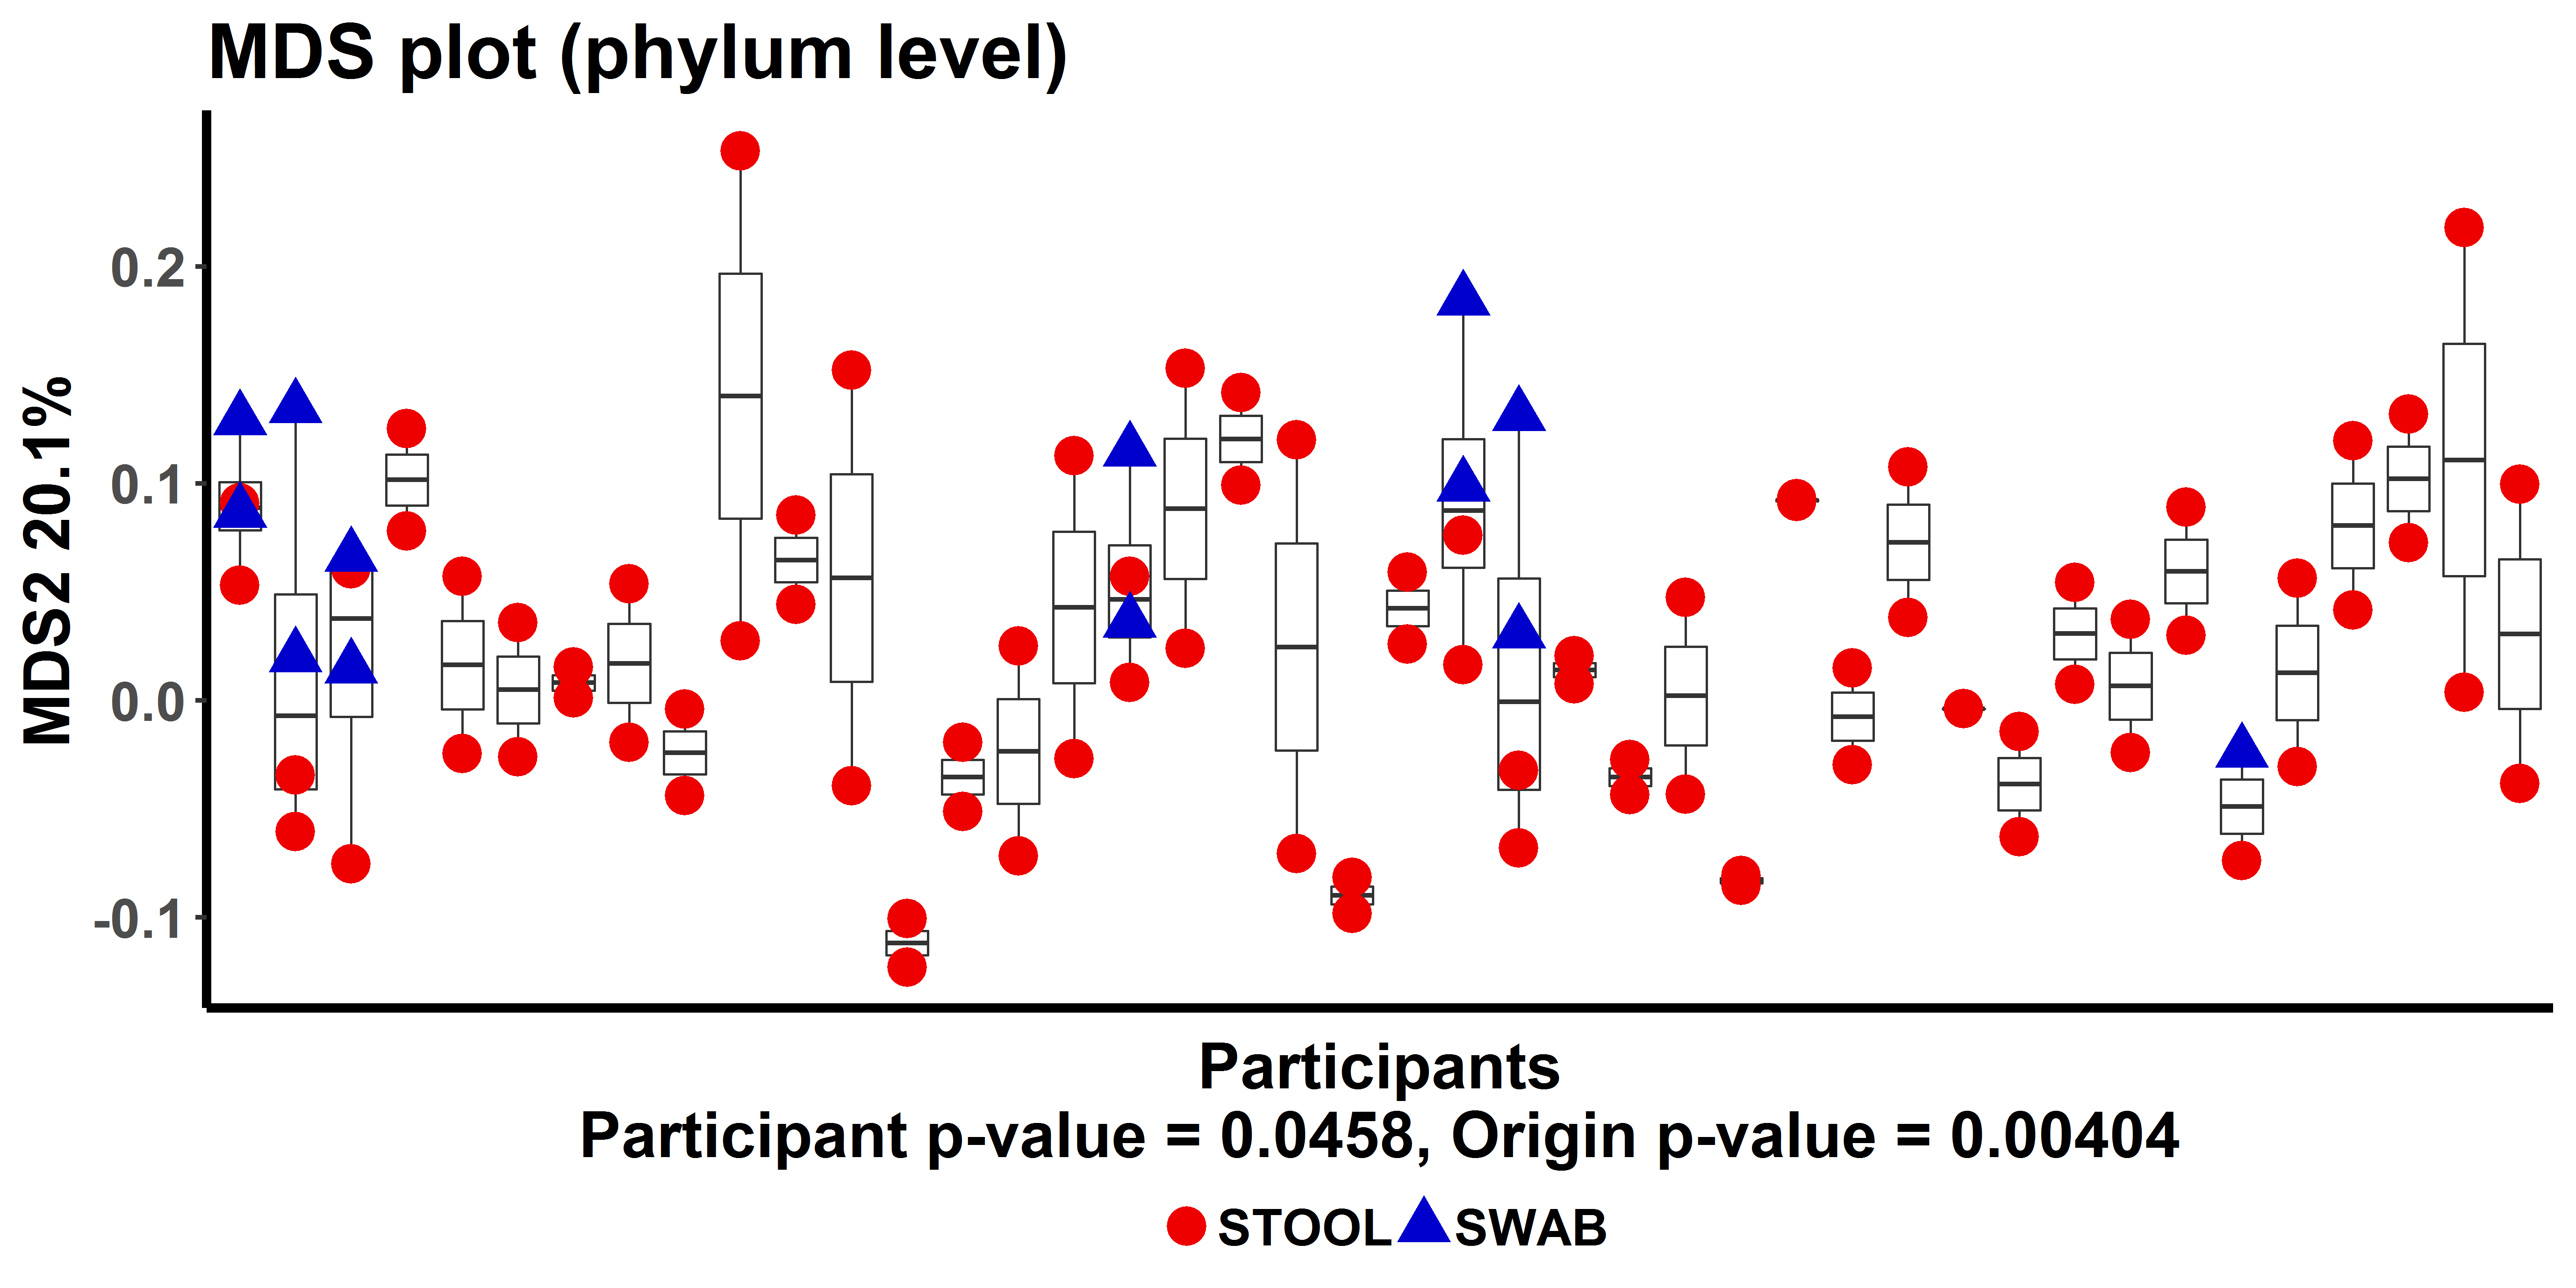 MDS plot (phylum level)
MDS2 20.1%
0.2
0.1
0.0
-0.1
Participants
Participant p-value = 0.0458, Origin p-value = 0.00404
STOOL SWAB